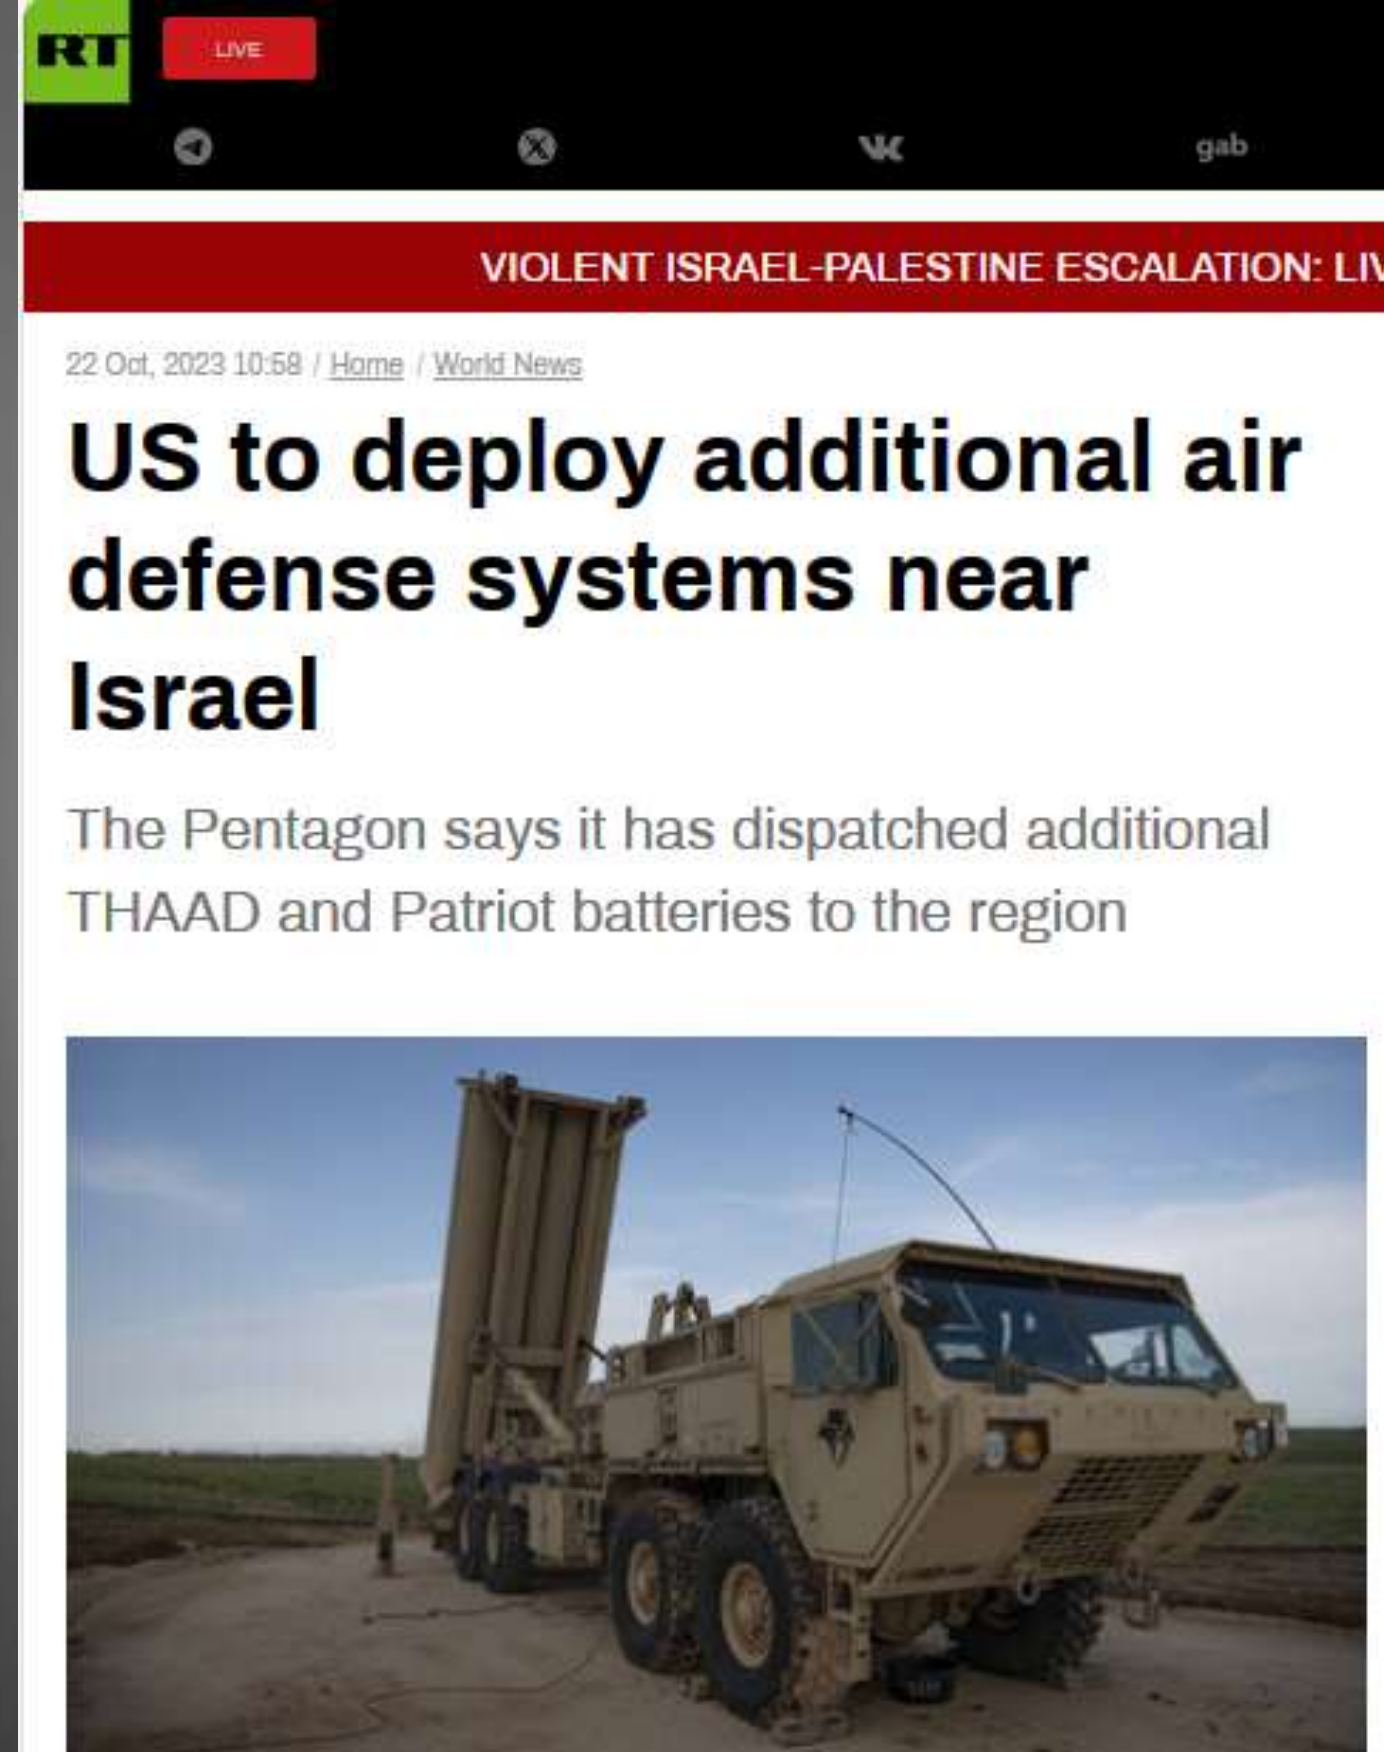 RT
LIVE
gab
VIOLENT ISRAEL-PALESTINE ESCALATION: LIV
22 Oct, 2023 10:58 / Home / World News
US to deploy additional air
defense systems near
Israel
The Pentagon says it has dispatched additional
THAAD and Patriot batteries to the region